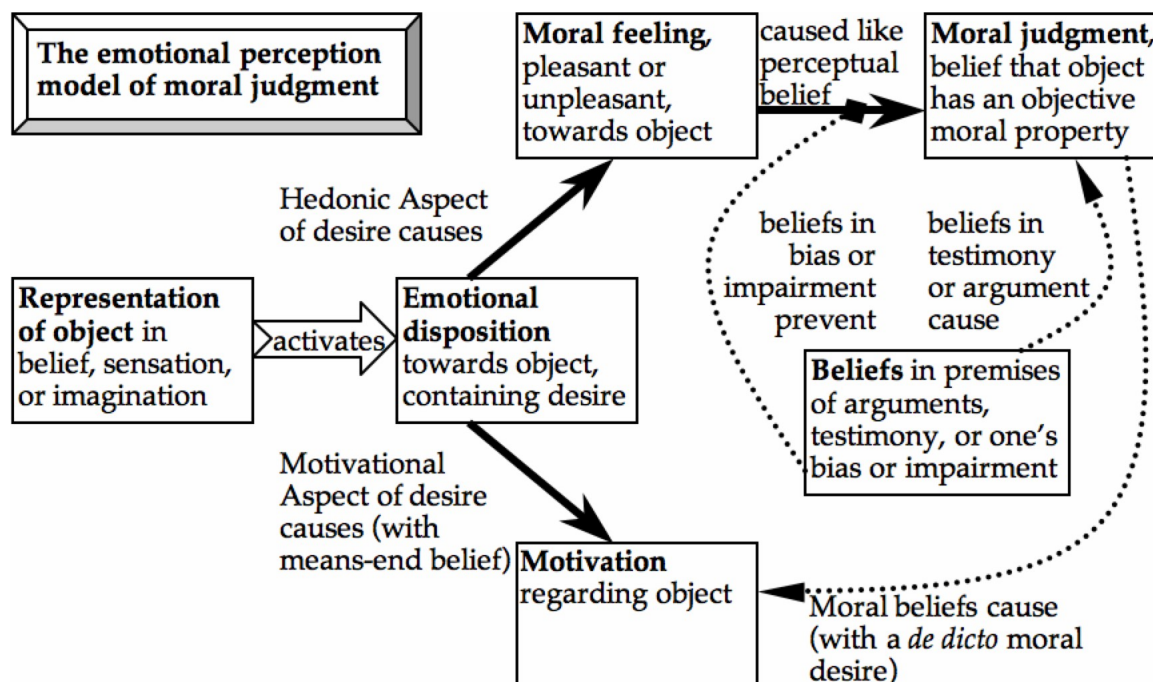 The emotional perception
model of moral judgment
Moral feeling,
pleasant or
unpleasant,
towards object
caused like
perceptual
belief
Moral judgment,
belief that object
has an objective
moral property
Hedonic Aspect
of desire causes
beliefs in
bias or
impairment
prevent
beliefs in
testimony
or argument
cause
Representation
of object in
belief, sensation,
or imagination
activates
Emotional
disposition
towards object,
containing desire
Beliefs in premises
of arguments,
testimony, or one's
bias or impairment
Motivational
Aspect of desire
causes (with
means-end belief)
Motivation
regarding object
Moral beliefs cause
(with a de dicto moral
desire)